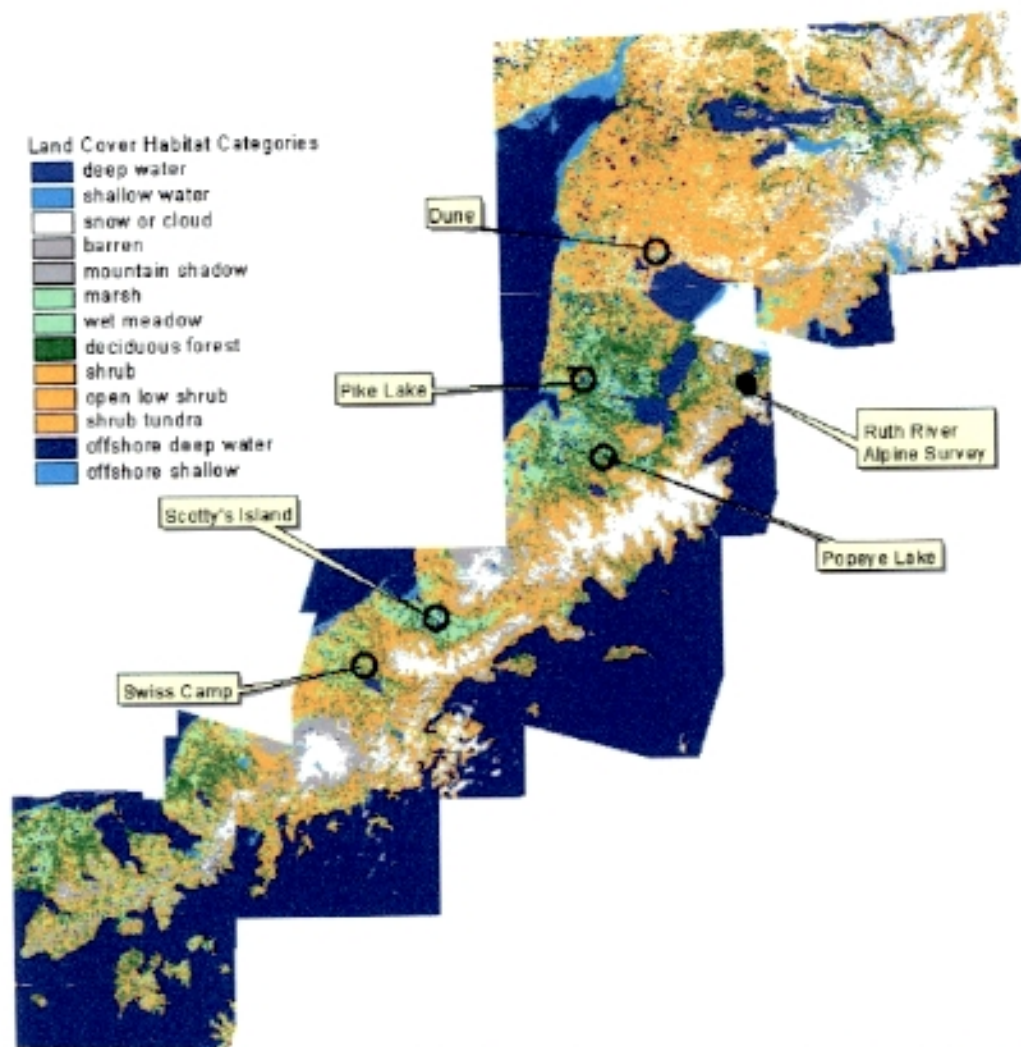 Land Cover Habitat Categories
deep water
shallow water
snow or cloud
barren
mountain shadow
marsh
wet meadow
deciduous forest
shrub
open low shrub
shrub tundra
offshore deep water
offshore shallow
Dune
Pike Lake
Ruth River
Alpine Survey
Scotty's Island
Popeye Lake
Swiss Camp